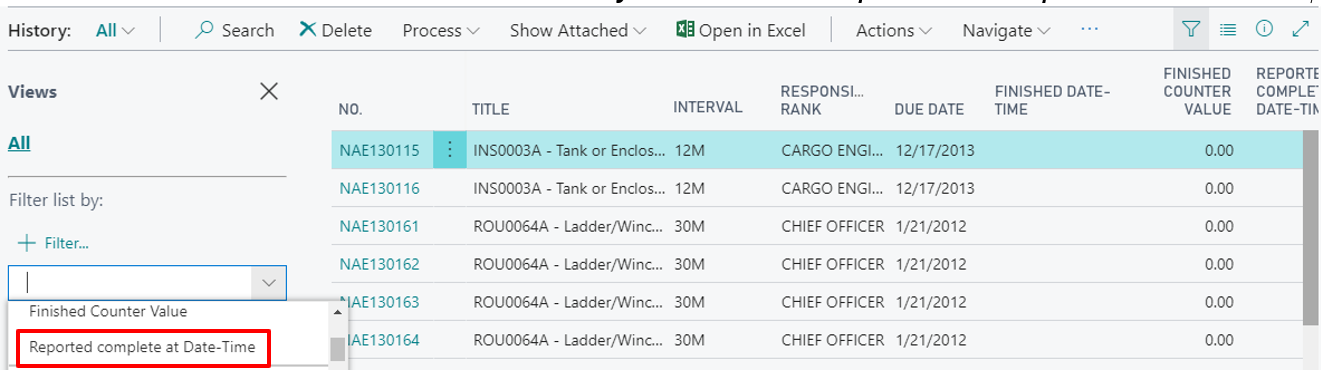 History: All Search Delete Process Show Attached Open in Excel Actions Navigate ...
Views
All
Filter list by:
+ Filter...
Finished Counter Value
Reported complete at Date-Time
NO. TITLE INTERVAL RESPONSI... RANK DUE DATE FINISHED DATE-TIME FINISHED COUNTER VALUE
NAE130115 INS0003A - Tank or Enclos... 12M CARGO ENGI... 12/17/2013 0.00
NAE130116 INS0003A - Tank or Enclos... 12M CARGO ENGI... 12/17/2013 0.00
NAE130161 ROU0064A - Ladder/Winc... 30M CHIEF OFFICER 1/21/2012 0.00
NAE130162 ROU0064A - Ladder/Winc... 30M CHIEF OFFICER 1/21/2012 0.00
NAE130163 ROU0064A - Ladder/Winc... 30M CHIEF OFFICER 1/21/2012 0.00
NAE130164 ROU0064A - Ladder/Winc... 30M CHIEF OFFICER 1/21/2012 0.00